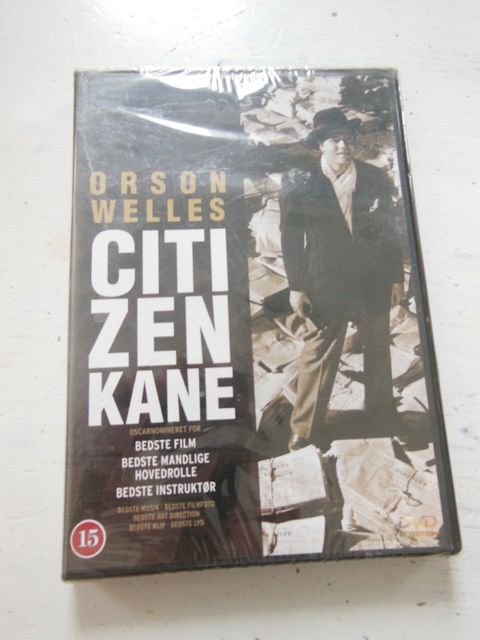 ORSON
WELLES
CITI
ZEN
KANE
OSCARNOMINERET FOR
BEDSTE FILM
BEDSTE MANDLIGE
HOVEDROLLE
BEDSTE INSTRUKTØR
BEDSTE MUSIK · BEDSTE FILMFOTO
BEDSTE ART DIRECTION
BEDSTE KLIP · BEDSTE LYD
15
DVD